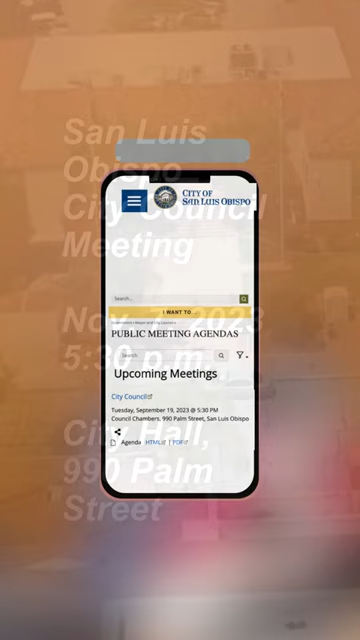 San Luis
Obispo
City Council
Meeting
Nov. 7, 2023
5:30 p.m.
City Hall,
990 Palm
Street
CITY OF
SAN LUIS OBISPO
Search...
I WANT TO...
PUBLIC MEETING AGENDAS
Search
Upcoming Meetings
City Council
Tuesday, September 19, 2023 @ 5:30 PM
Council Chambers, 990 Palm Street, San Luis Obispo
Agenda HTML | PDF